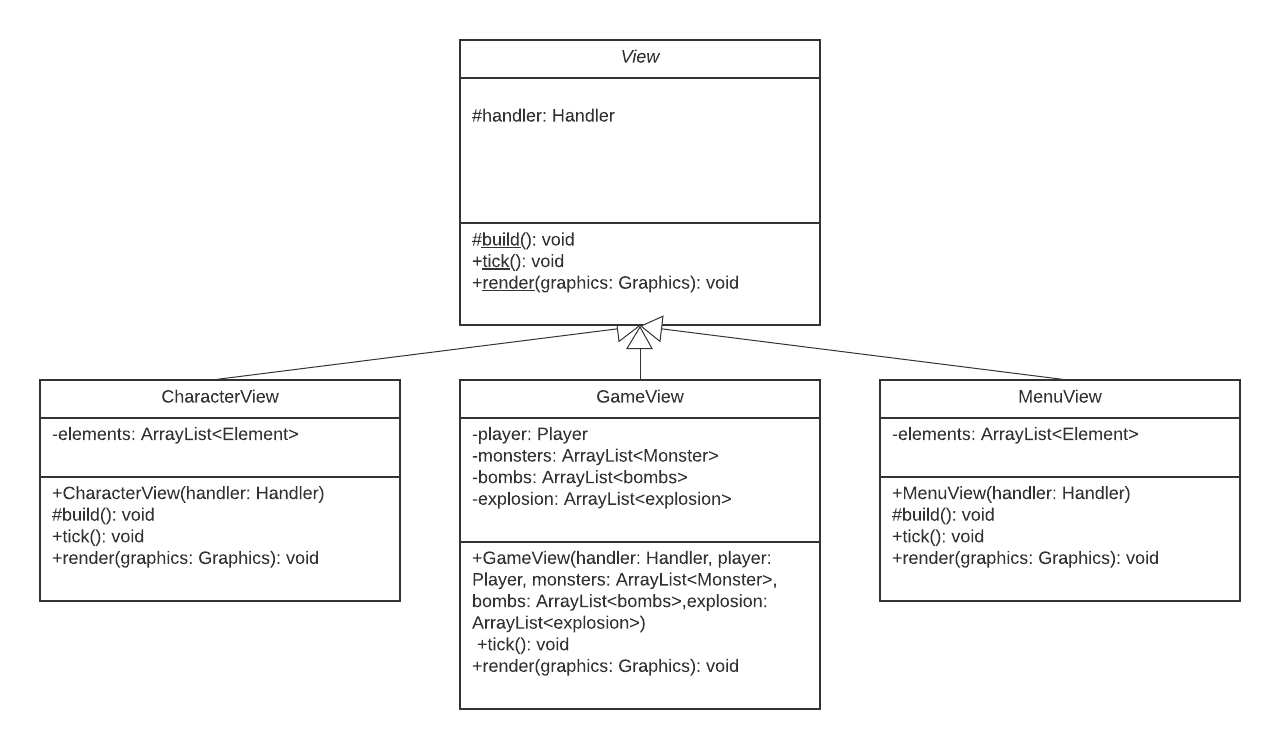 View
#handler: Handler
#build(): void
+tick(): void
+render(graphics: Graphics): void
CharacterView
-elements: ArrayList<Element>
+CharacterView(handler: Handler)
#build(): void
+tick(): void
+render(graphics: Graphics): void
GameView
-player: Player
-monsters: ArrayList<Monster>
-bombs: ArrayList<bombs>
-explosion: ArrayList<explosion>
+GameView(handler: Handler, player:
Player, monsters: ArrayList<Monster>,
bombs: ArrayList<bombs>,explosion:
ArrayList<explosion>)
+tick(): void
+render(graphics: Graphics): void
MenuView
-elements: ArrayList<Element>
+MenuView(handler: Handler)
#build(): void
+tick(): void
+render(graphics: Graphics): void